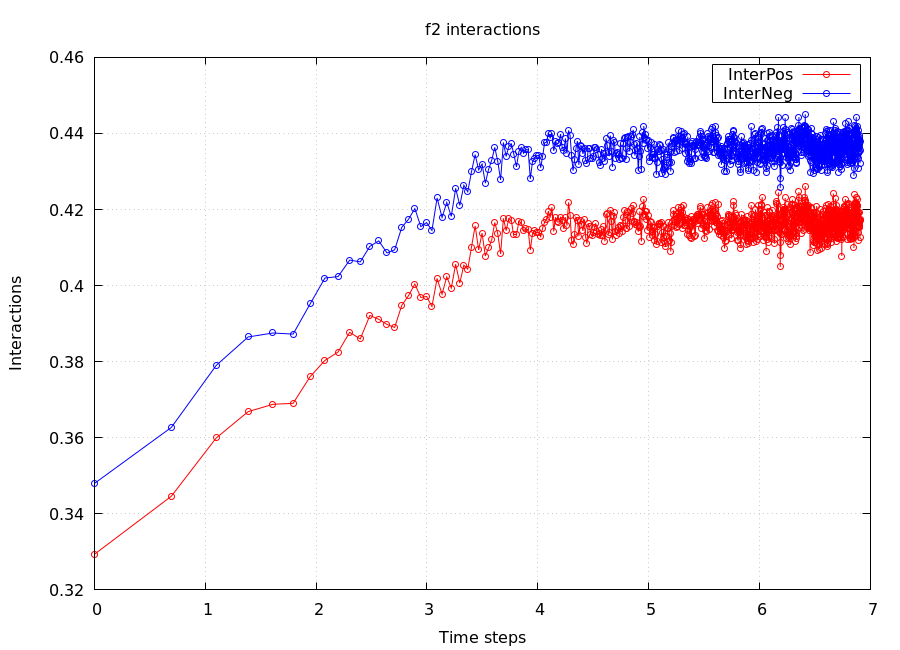 f2 interactions
0.46
0.44
0.42
0.4
0.38
0.36
0.34
0.32
Interactions
InterPos
InterNeg
0 1 2 3 4 5 6 7
Time steps